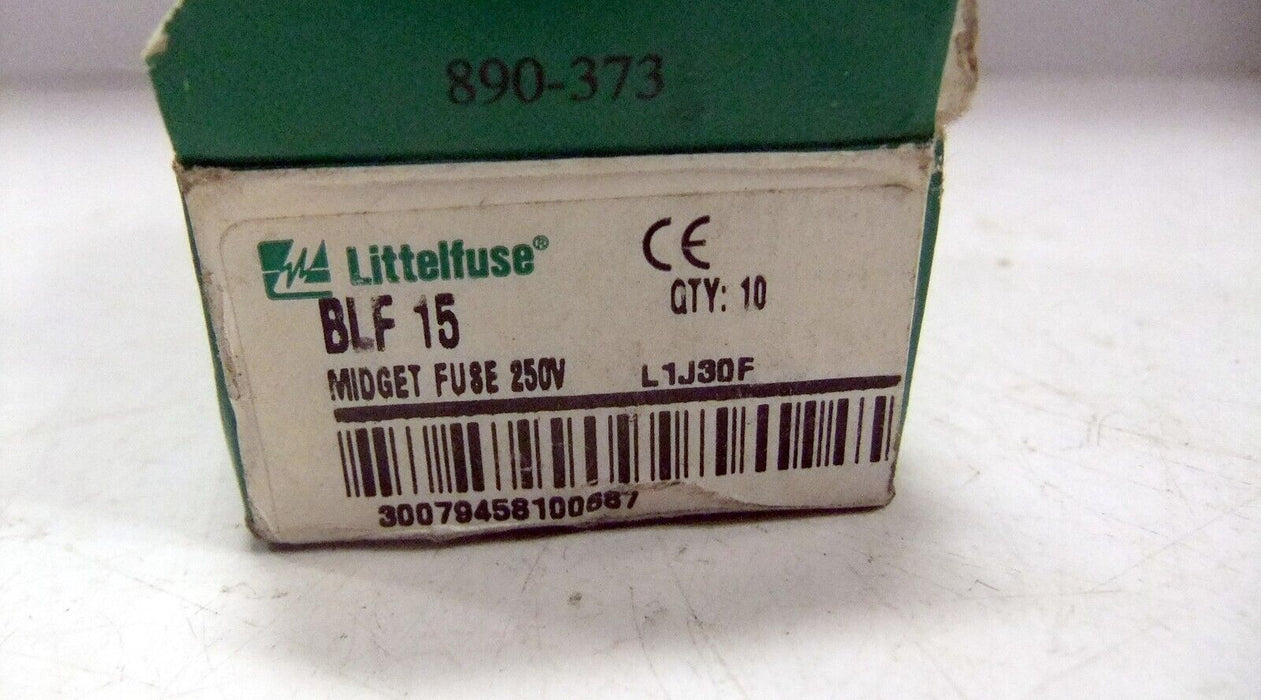 890-373
Littelfuse®
CE
BLF 15
QTY: 10
MIDGET FUSE 250V
L1J30F
30079458100687